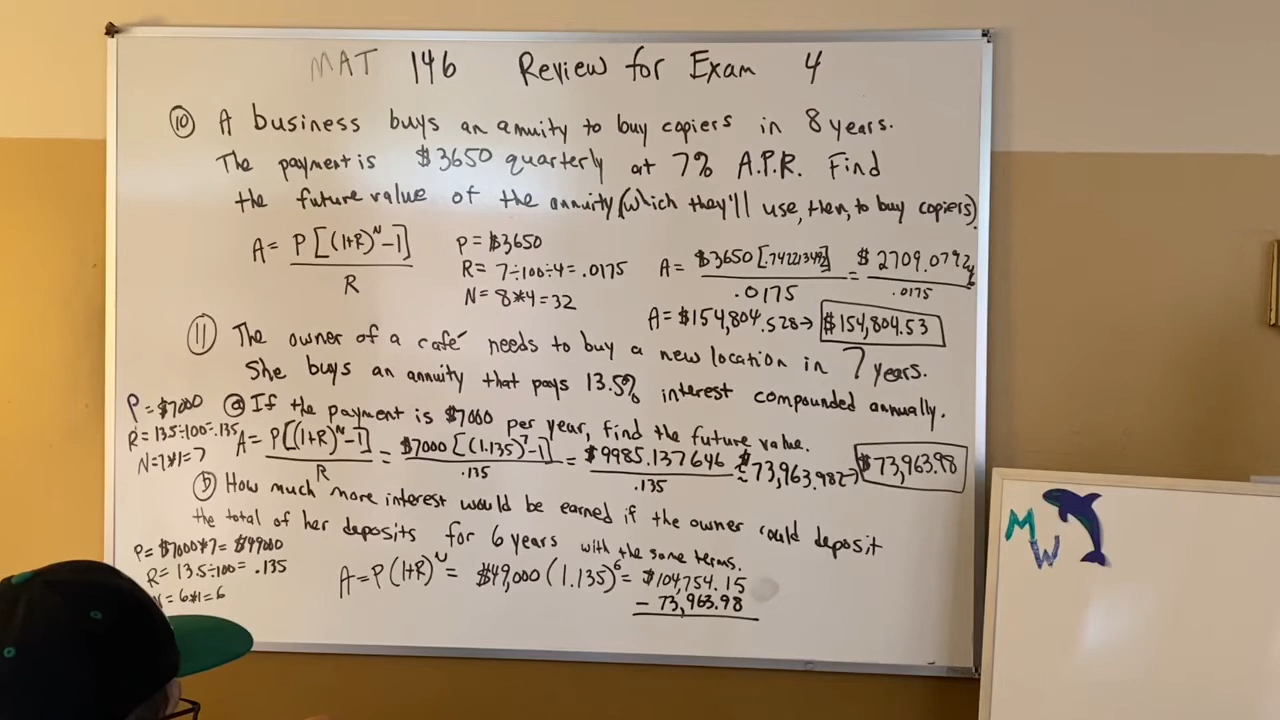 MAT 146 Review for Exam 4
⑩ A business buys an annuity to buy copiers in 8 years.
The payment is $3650 quarterly at 7% A.P.R. Find
the future value of the annuity (which they'll use, then, to buy copiers).
A = P[(1+R)^N - 1] / R
P = $3650
R = 7÷100÷4 = .0175
N = 8*4 = 32
A = $3650[.742213492] / .0175 = $2709.0792 / .0175
A = $154,804.528 → $154,804.53
⑪ The owner of a café needs to buy a new location in 7 years.
She buys an annuity that pays 13.5% interest compounded annually.
ⓐ If the payment is $7000 per year, find the future value.
P = $7000
R = 13.5÷100 = .135
N = 7*1 = 7
A = P[(1+R)^N - 1] / R = $7000[(1.135)^7 - 1] / .135 = $9985.137646 / .135 ≈ $73,963.982 → $73,963.98
ⓑ How much more interest would be earned if the owner could deposit
the total of her deposits for 6 years with the same terms.
P = $7000*7 = $49000
R = 13.5÷100 = .135
N = 6*1 = 6
A = P(1+R)^N = $49,000(1.135)^6 = $104,754.15
- 73,963.98
MW